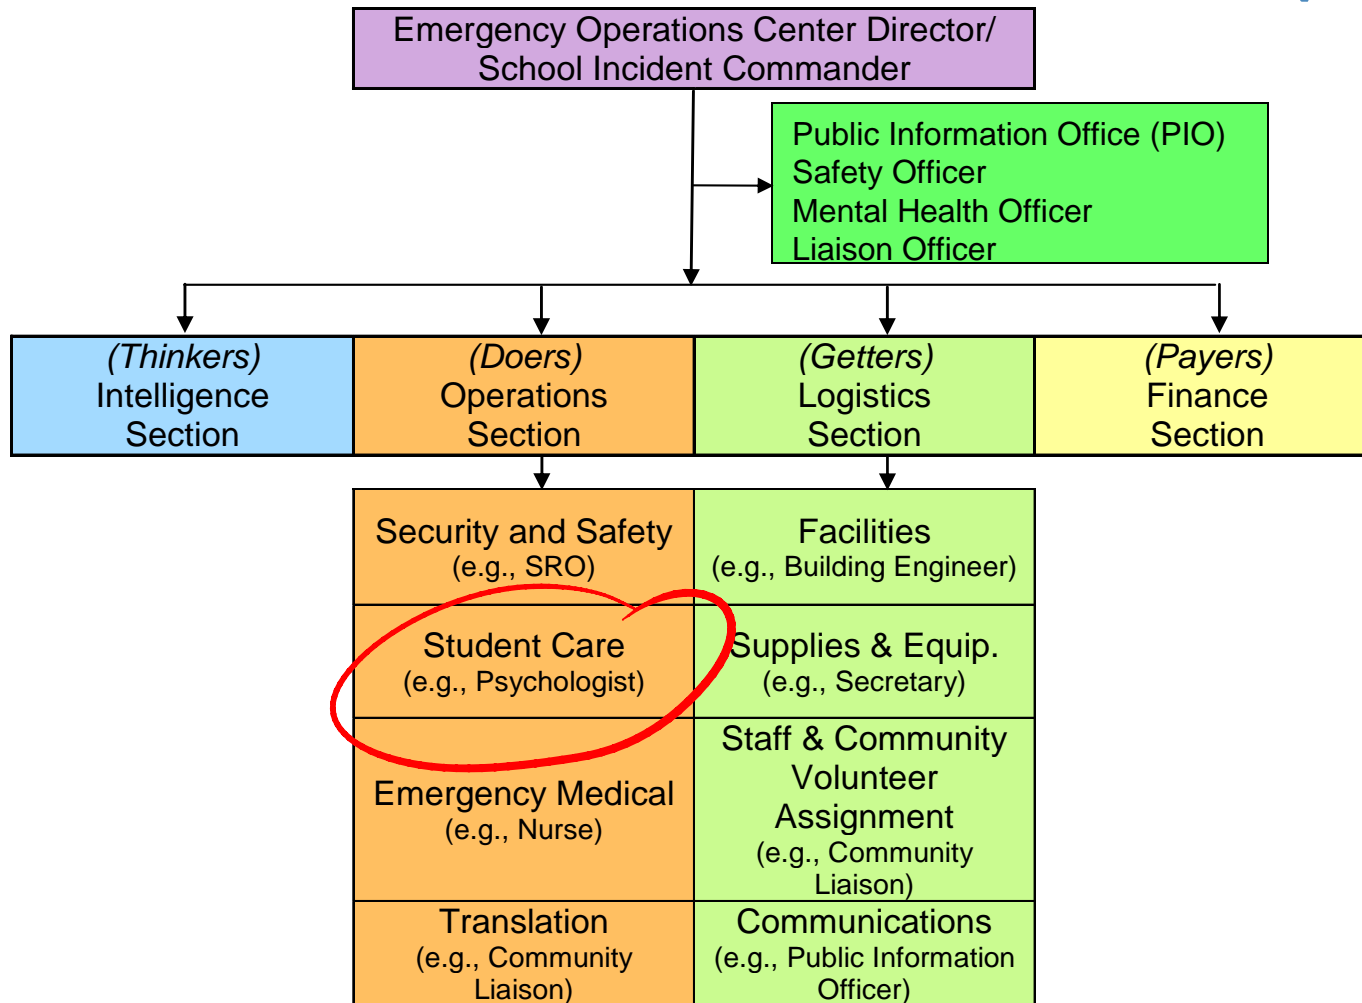 Emergency Operations Center Director/
School Incident Commander
Public Information Office (PIO)
Safety Officer
Mental Health Officer
Liaison Officer
(Thinkers)
Intelligence
Section
(Doers)
Operations
Section
(Getters)
Logistics
Section
(Payers)
Finance
Section
Security and Safety
(e.g., SRO)
Student Care
(e.g., Psychologist)
Emergency Medical
(e.g., Nurse)
Translation
(e.g., Community
Liaison)
Facilities
(e.g., Building Engineer)
Supplies & Equip.
(e.g., Secretary)
Staff & Community
Volunteer
Assignment
(e.g., Community
Liaison)
Communications
(e.g., Public Information
Officer)